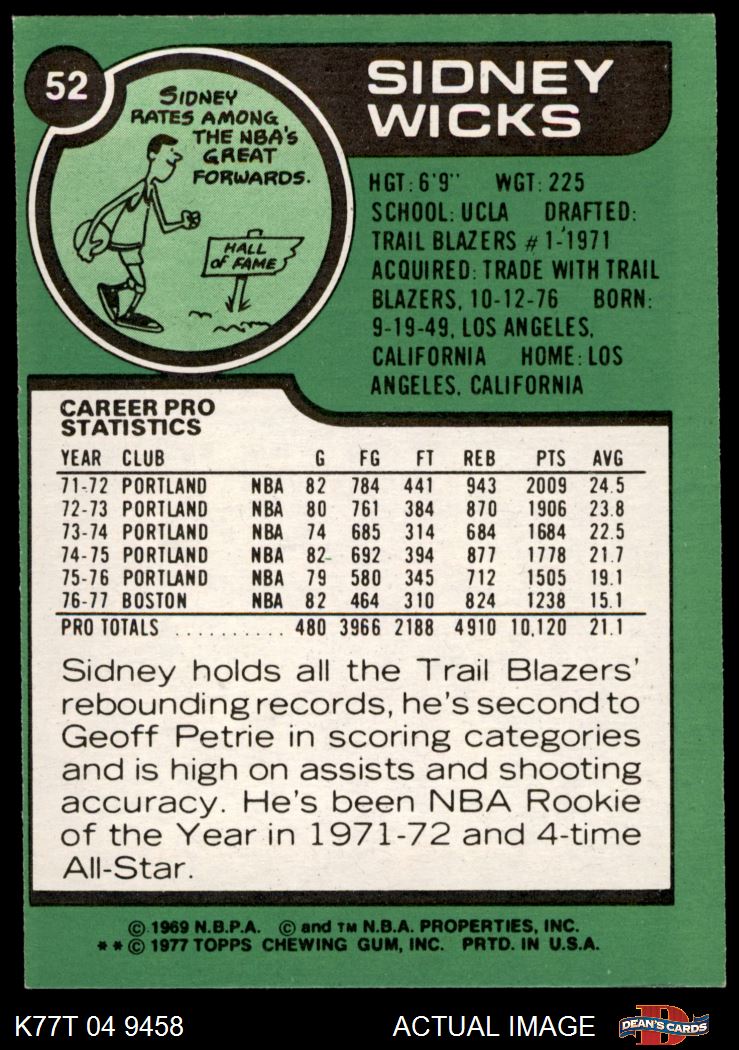 52
SIDNEY
RATES AMONG
THE NBA'S
GREAT
FORWARDS.
HALL
OF FAME
SIDNEY
WICKS
HGT: 6'9" WGT: 225
SCHOOL: UCLA DRAFTED:
TRAIL BLAZERS #1-1971
ACQUIRED: TRADE WITH TRAIL
BLAZERS, 10-12-76 BORN:
9-19-49, LOS ANGELES,
CALIFORNIA HOME: LOS
ANGELES, CALIFORNIA
CAREER PRO
STATISTICS
YEAR CLUB G FG FT REB PTS AVG
71-72 PORTLAND NBA 82 784 441 943 2009 24.5
72-73 PORTLAND NBA 80 761 384 870 1906 23.8
73-74 PORTLAND NBA 74 685 314 684 1684 22.5
74-75 PORTLAND NBA 82 692 394 877 1778 21.7
75-76 PORTLAND NBA 79 580 345 712 1505 19.1
76-77 BOSTON NBA 82 464 310 824 1238 15.1
PRO TOTALS .......... 480 3966 2188 4910 10,120 21.1
Sidney holds all the Trail Blazers'
rebounding records, he's second to
Geoff Petrie in scoring categories
and is high on assists and shooting
accuracy. He's been NBA Rookie
of the Year in 1971-72 and 4-time
All-Star.
© 1969 N.B.P.A. © and TM N.B.A. PROPERTIES, INC.
** © 1977 TOPPS CHEWING GUM, INC. PRTD. IN U.S.A.
K77T 04 9458 ACTUAL IMAGE DEAN'S CARDS